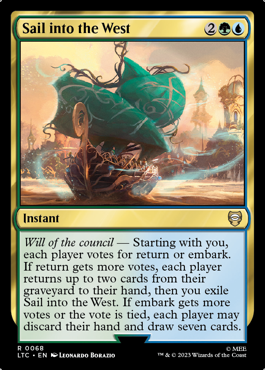 Sail into the West 2
Instant
Will of the council — Starting with you,
each player votes for return or embark.
If return gets more votes, each player
returns up to two cards from their
graveyard to their hand, then you exile
Sail into the West. If embark gets more
votes or the vote is tied, each player may
discard their hand and draw seven cards.
R 0068 © MEE
LTC • EN LEONARDO BORAZIO ™ & © 2023 Wizards of the Coast